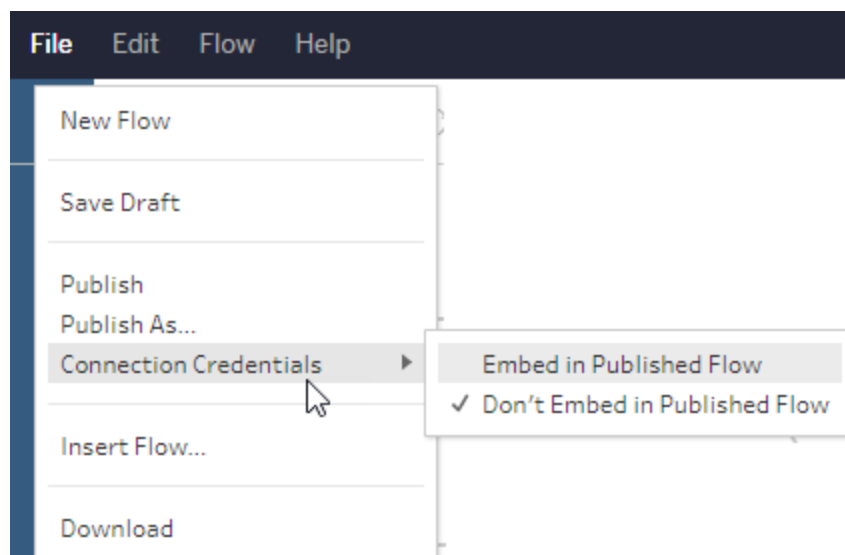 File Edit Flow Help
New Flow
Save Draft
Publish
Publish As...
Connection Credentials
Embed in Published Flow
Don't Embed in Published Flow
Insert Flow...
Download